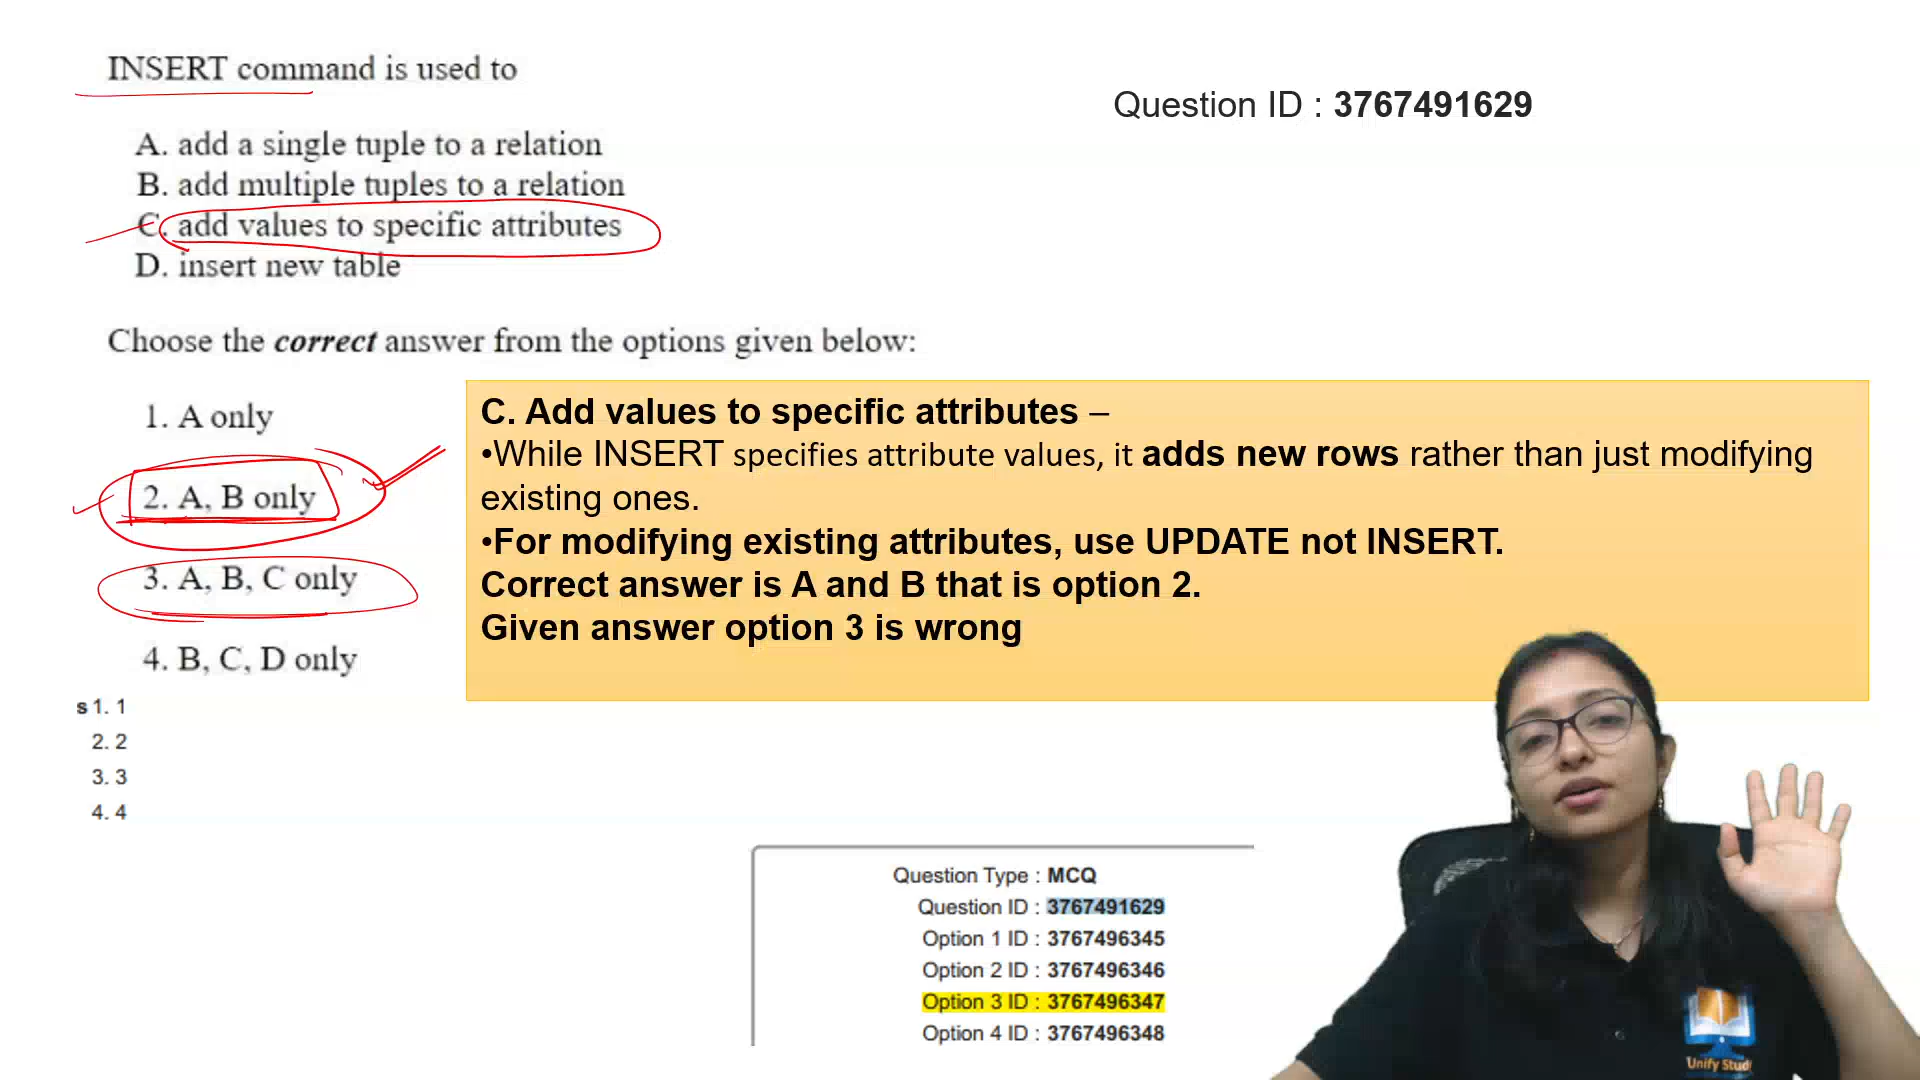 INSERT command is used to
Question ID : 3767491629
A. add a single tuple to a relation
B. add multiple tuples to a relation
C. add values to specific attributes
D. insert new table
Choose the correct answer from the options given below:
1. A only
2. A, B only
3. A, B, C only
4. B, C, D only
C. Add values to specific attributes –
•While INSERT specifies attribute values, it adds new rows rather than just modifying
existing ones.
•For modifying existing attributes, use UPDATE not INSERT.
Correct answer is A and B that is option 2.
Given answer option 3 is wrong
s 1. 1
2. 2
3. 3
4. 4
Question Type : MCQ
Question ID : 3767491629
Option 1 ID : 3767496345
Option 2 ID : 3767496346
Option 3 ID : 3767496347
Option 4 ID : 3767496348
Unify Stud